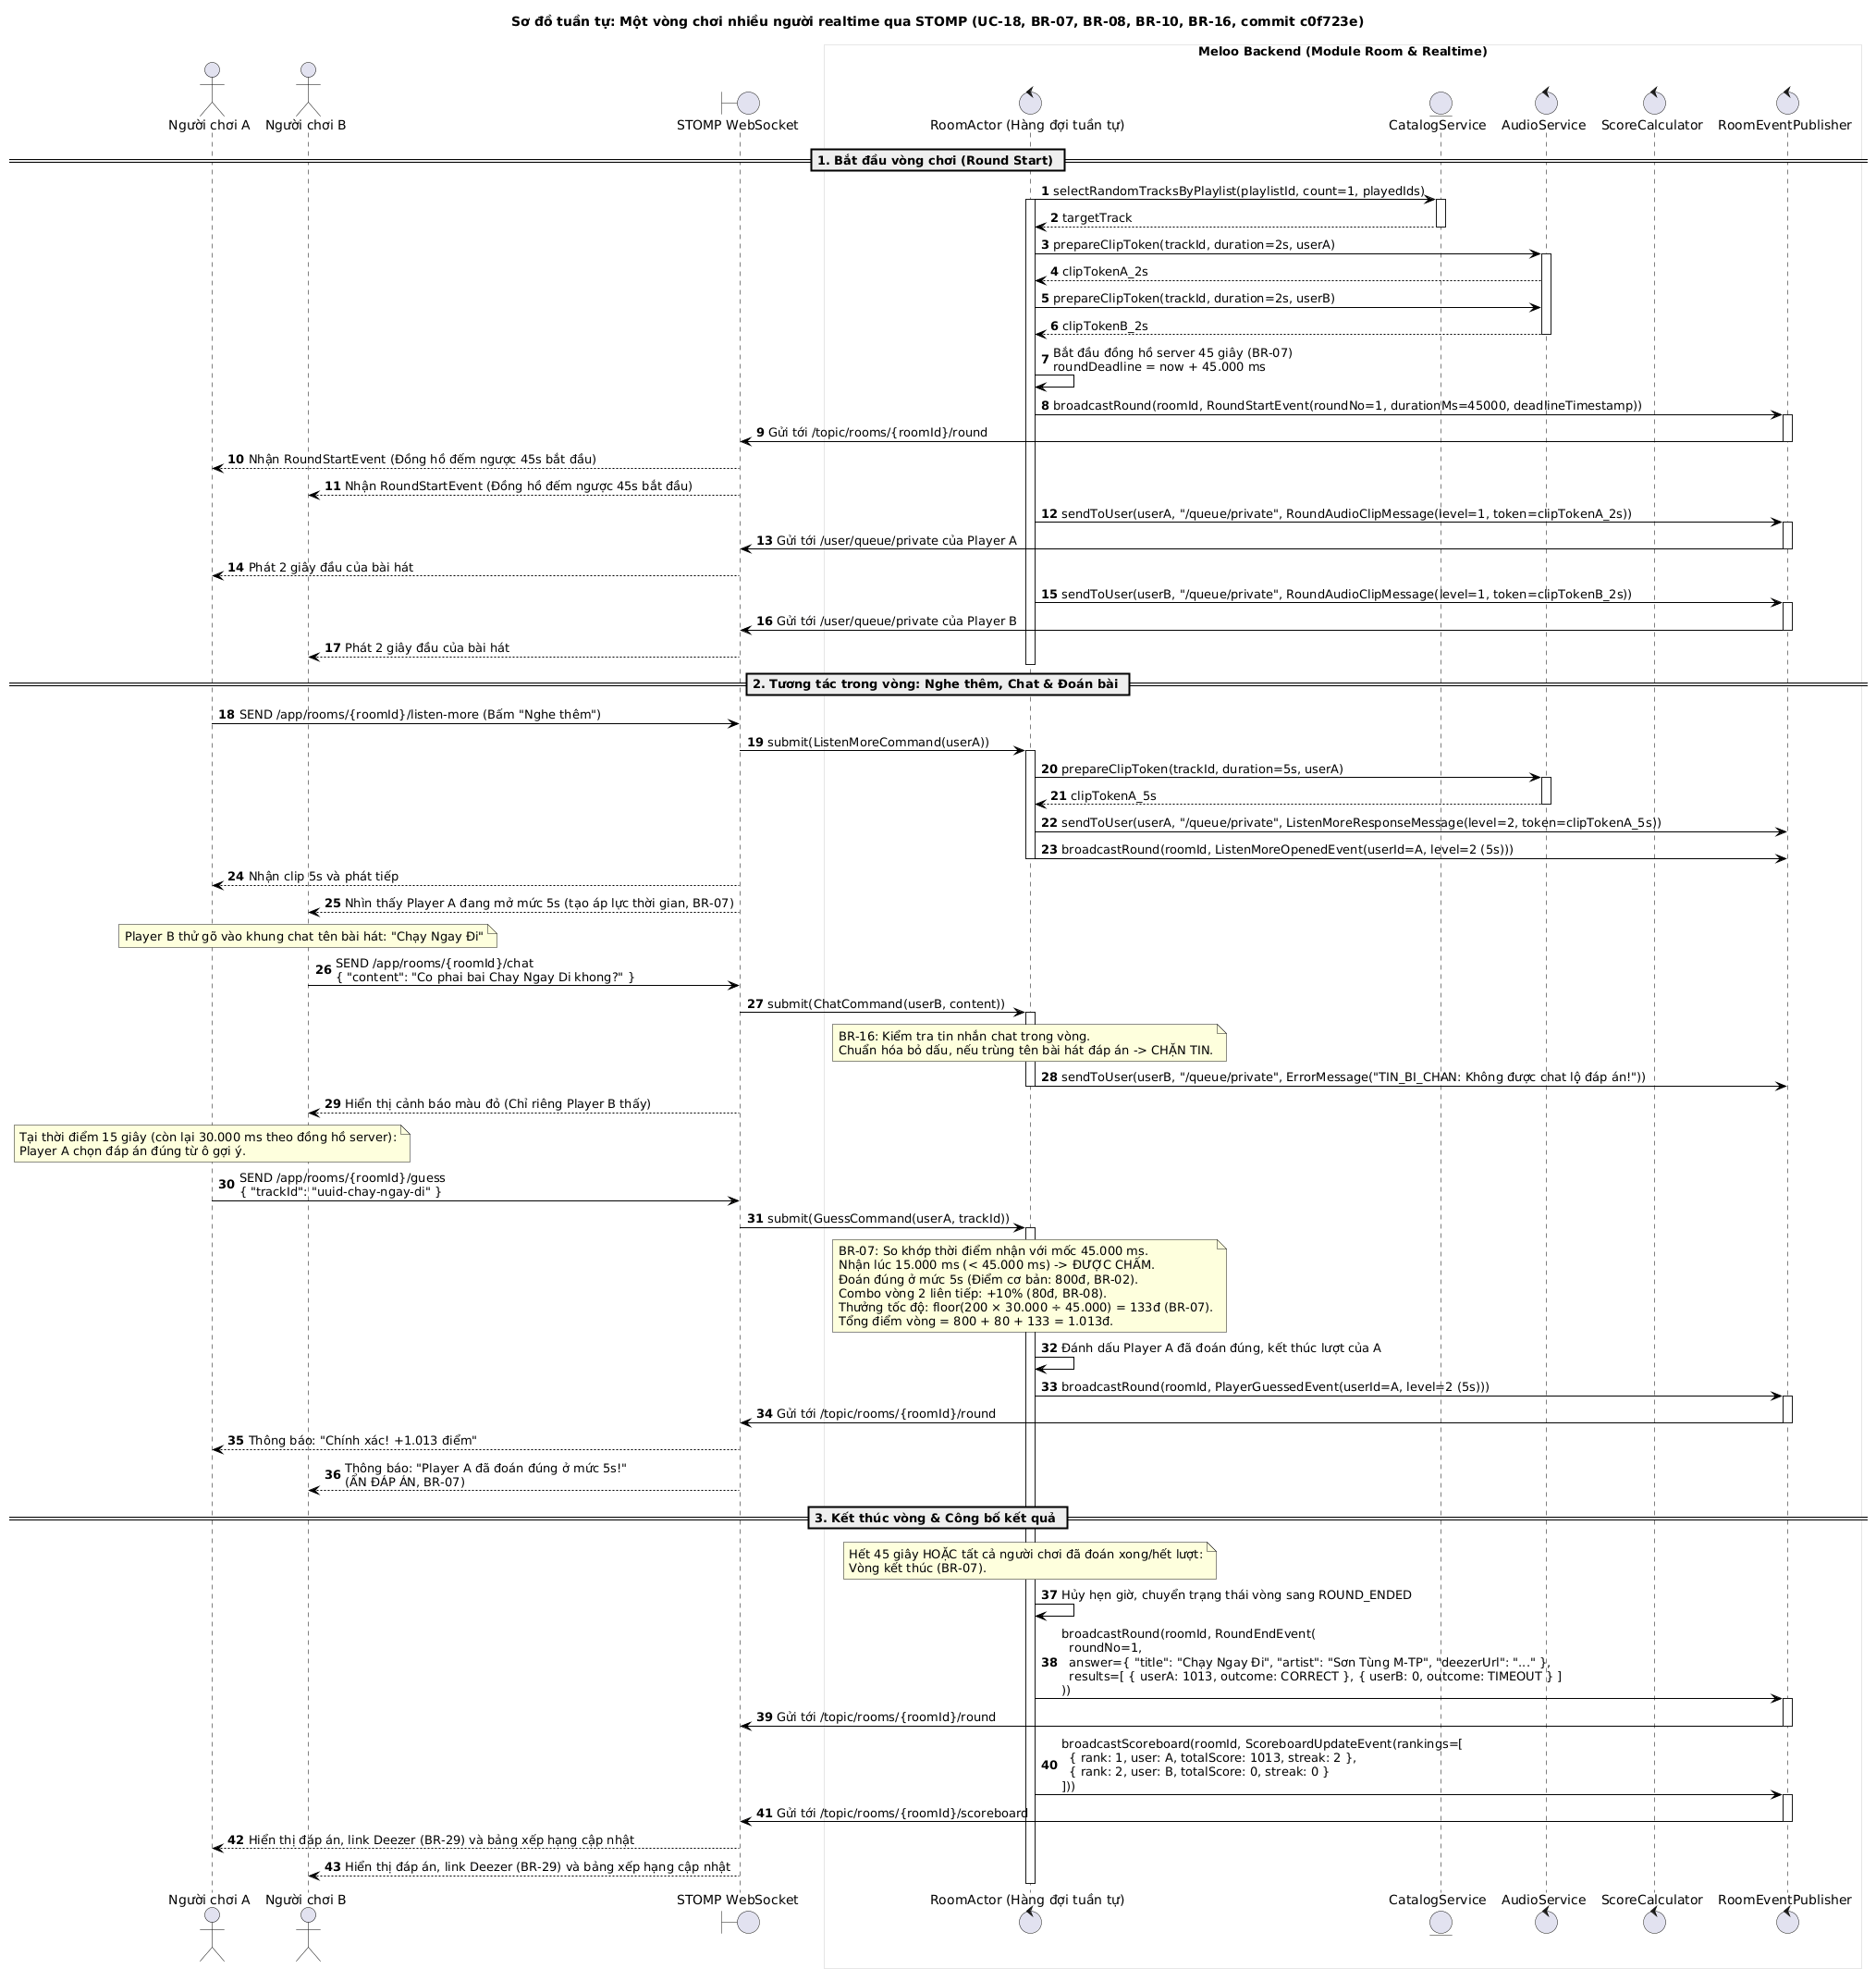 Sơ đồ tuần tự: Một vòng chơi nhiều người realtime qua STOMP (UC-18, BR-07, BR-08, BR-10, BR-16, commit c0f723e)
Meloo Backend (Module Room & Realtime)
Người chơi A
Người chơi B
STOMP WebSocket
RoomActor (Hàng đợi tuần tự)
CatalogService
AudioService
ScoreCalculator
RoomEventPublisher
1. Bắt đầu vòng chơi (Round Start)
1 selectRandomTracksByPlaylist(playlistId, count=1, playedIds)
2 targetTrack
3 prepareClipToken(trackId, duration=2s, userA)
4 clipTokenA_2s
5 prepareClipToken(trackId, duration=2s, userB)
6 clipTokenB_2s
7 Bắt đầu đồng hồ server 45 giây (BR-07)
roundDeadline = now + 45.000 ms
8 broadcastRound(roomId, RoundStartEvent(roundNo=1, durationMs=45000, deadlineTimestamp))
9 Gửi tới /topic/rooms/{roomId}/round
10 Nhận RoundStartEvent (Đồng hồ đếm ngược 45s bắt đầu)
11 Nhận RoundStartEvent (Đồng hồ đếm ngược 45s bắt đầu)
12 sendToUser(userA, "/queue/private", RoundAudioClipMessage(level=1, token=clipTokenA_2s))
13 Gửi tới /user/queue/private của Player A
14 Phát 2 giây đầu của bài hát
15 sendToUser(userB, "/queue/private", RoundAudioClipMessage(level=1, token=clipTokenB_2s))
16 Gửi tới /user/queue/private của Player B
17 Phát 2 giây đầu của bài hát
2. Tương tác trong vòng: Nghe thêm, Chat & Đoán bài
18 SEND /app/rooms/{roomId}/listen-more (Bấm "Nghe thêm")
19 submit(ListenMoreCommand(userA))
20 prepareClipToken(trackId, duration=5s, userA)
21 clipTokenA_5s
22 sendToUser(userA, "/queue/private", ListenMoreResponseMessage(level=2, token=clipTokenA_5s))
23 broadcastRound(roomId, ListenMoreOpenedEvent(userId=A, level=2 (5s)))
24 Nhận clip 5s và phát tiếp
25 Nhìn thấy Player A đang mở mức 5s (tạo áp lực thời gian, BR-07)
Player B thử gõ vào khung chat tên bài hát: "Chạy Ngay Đi"
26 SEND /app/rooms/{roomId}/chat
{ "content": "Co phai bai Chay Ngay Di khong?" }
27 submit(ChatCommand(userB, content))
BR-16: Kiểm tra tin nhắn chat trong vòng.
Chuẩn hóa bỏ dấu, nếu trùng tên bài hát đáp án -> CHẶN TIN.
28 sendToUser(userB, "/queue/private", ErrorMessage("TIN_BI_CHAN: Không được chat lộ đáp án!"))
29 Hiển thị cảnh báo màu đỏ (Chỉ riêng Player B thấy)
Tại thời điểm 15 giây (còn lại 30.000 ms theo đồng hồ server):
Player A chọn đáp án đúng từ ô gợi ý.
30 SEND /app/rooms/{roomId}/guess
{ "trackId": "uuid-chay-ngay-di" }
31 submit(GuessCommand(userA, trackId))
BR-07: So khớp thời điểm nhận với mốc 45.000 ms.
Nhận lúc 15.000 ms (< 45.000 ms) -> ĐƯỢC CHẤM.
Đoán đúng ở mức 5s (Điểm cơ bản: 800đ, BR-02).
Combo vòng 2 liên tiếp: +10% (80đ, BR-08).
Thưởng tốc độ: floor(200 × 30.000 ÷ 45.000) = 133đ (BR-07).
Tổng điểm vòng = 800 + 80 + 133 = 1.013đ.
32 Đánh dấu Player A đã đoán đúng, kết thúc lượt của A
33 broadcastRound(roomId, PlayerGuessedEvent(userId=A, level=2 (5s)))
34 Gửi tới /topic/rooms/{roomId}/round
35 Thông báo: "Chính xác! +1.013 điểm"
36 Thông báo: "Player A đã đoán đúng ở mức 5s!"
(ẨN ĐÁP ÁN, BR-07)
3. Kết thúc vòng & Công bố kết quả
Hết 45 giây HOẶC tất cả người chơi đã đoán xong/hết lượt:
Vòng kết thúc (BR-07).
37 Hủy hẹn giờ, chuyển trạng thái vòng sang ROUND_ENDED
38 broadcastRound(roomId, RoundEndEvent(
roundNo=1,
answer={ "title": "Chạy Ngay Đi", "artist": "Sơn Tùng M-TP", "deezerUrl": "..." },
results=[ { userA: 1013, outcome: CORRECT }, { userB: 0, outcome: TIMEOUT } ]
))
39 Gửi tới /topic/rooms/{roomId}/round
40 broadcastScoreboard(roomId, ScoreboardUpdateEvent(rankings=[
{ rank: 1, user: A, totalScore: 1013, streak: 2 },
{ rank: 2, user: B, totalScore: 0, streak: 0 }
]))
41 Gửi tới /topic/rooms/{roomId}/scoreboard
42 Hiển thị đáp án, link Deezer (BR-29) và bảng xếp hạng cập nhật
43 Hiển thị đáp án, link Deezer (BR-29) và bảng xếp hạng cập nhật
Người chơi A
Người chơi B
STOMP WebSocket
RoomActor (Hàng đợi tuần tự)
CatalogService
AudioService
ScoreCalculator
RoomEventPublisher